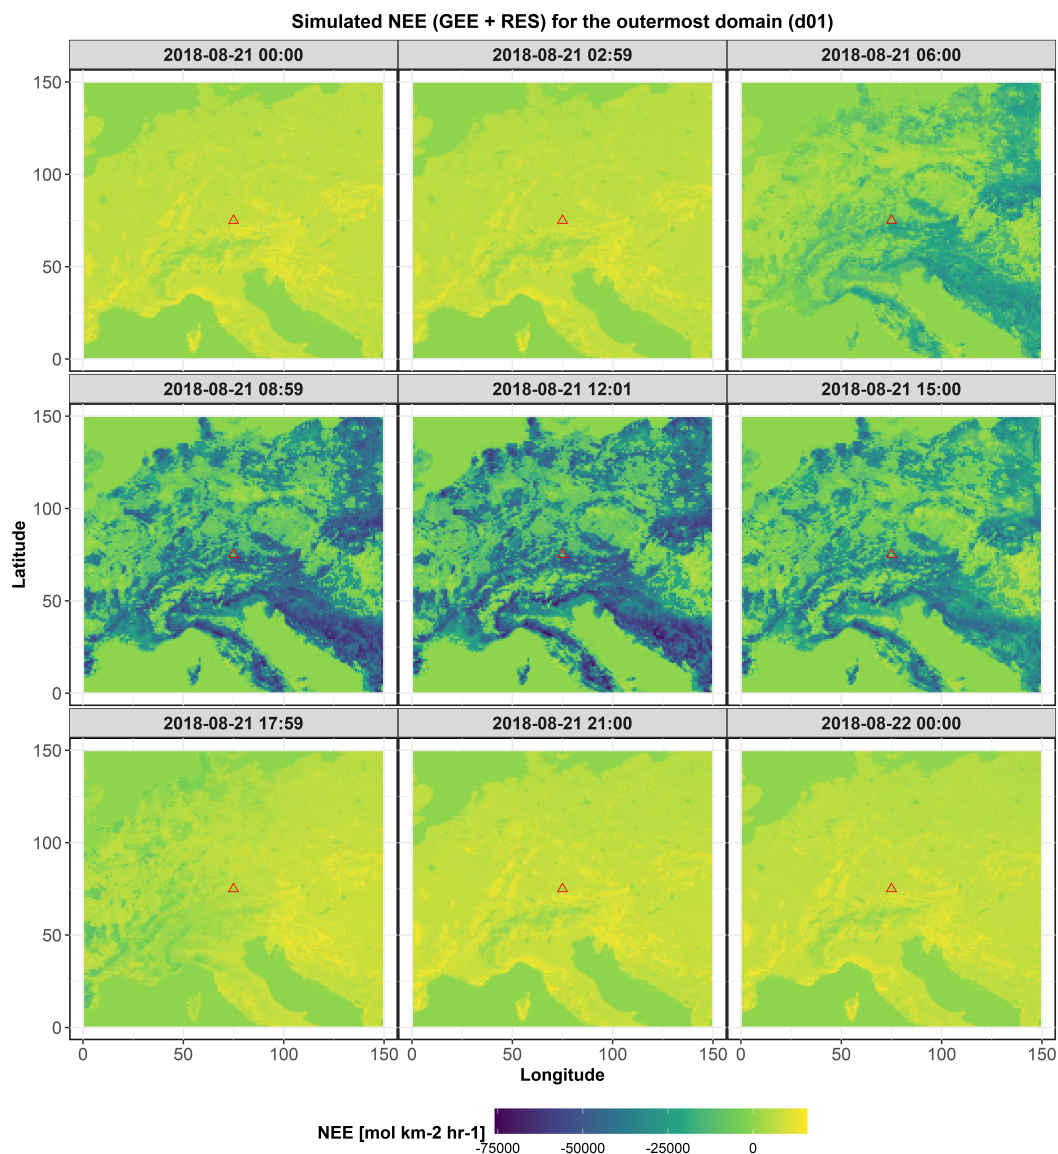 Simulated NEE (GEE + RES) for the outermost domain (d01)
2018-08-21 00:00 2018-08-21 02:59 2018-08-21 06:00
150
100
50
0
2018-08-21 08:59 2018-08-21 12:01 2018-08-21 15:00
150
100
50
0
Latitude
2018-08-21 17:59 2018-08-21 21:00 2018-08-22 00:00
150
100
50
0
0 50 100 150 0 50 100 150 0 50 100 150
Longitude
NEE [mol km-2 hr-1]
-75000 -50000 -25000 0